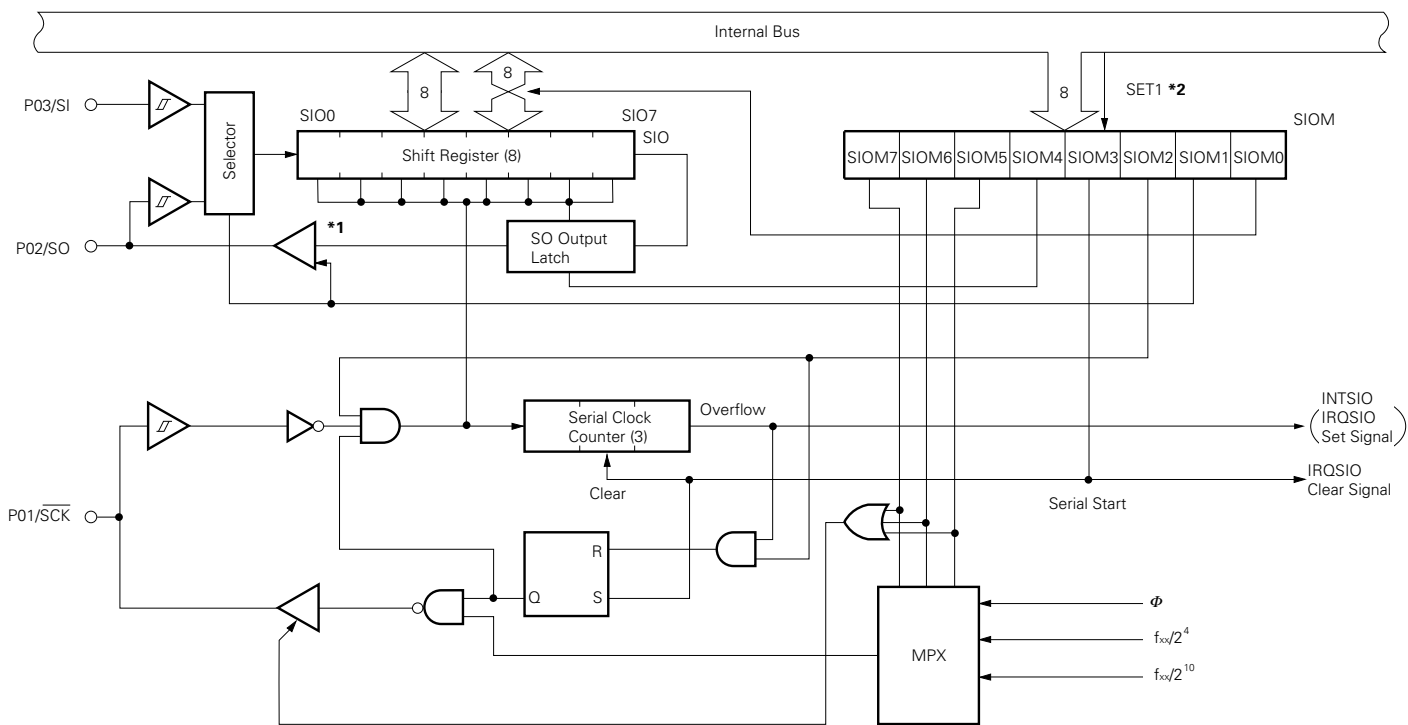 Internal Bus
P03/SI
8
8
8
SET1 *2
SIO0
SIO7
SIO
SIOM
Selector
Shift Register (8)
SIOM7 SIOM6 SIOM5 SIOM4 SIOM3 SIOM2 SIOM1 SIOM0
*1
P02/SO
SO Output
Latch
Serial Clock
Counter (3)
Overflow
INTSIO
IRQSIO
Set Signal
Clear
Serial Start
IRQSIO
Clear Signal
P01/S̅C̅K̅
R
Q
S
MPX
Φ
fxx/2⁴
fxx/2¹⁰